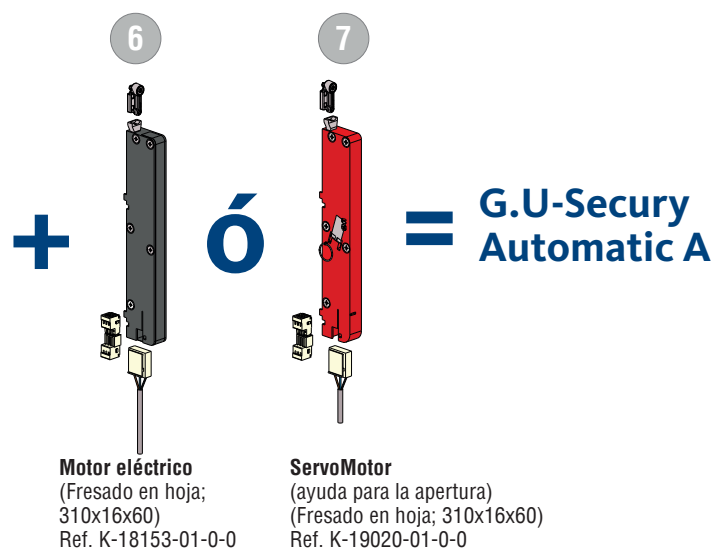 6
7
+
ó
=
G.U-Secury
Automatic A
Motor eléctrico
(Fresado en hoja;
310x16x60)
Ref. K-18153-01-0-0
ServoMotor
(ayuda para la apertura)
(Fresado en hoja; 310x16x60)
Ref. K-19020-01-0-0